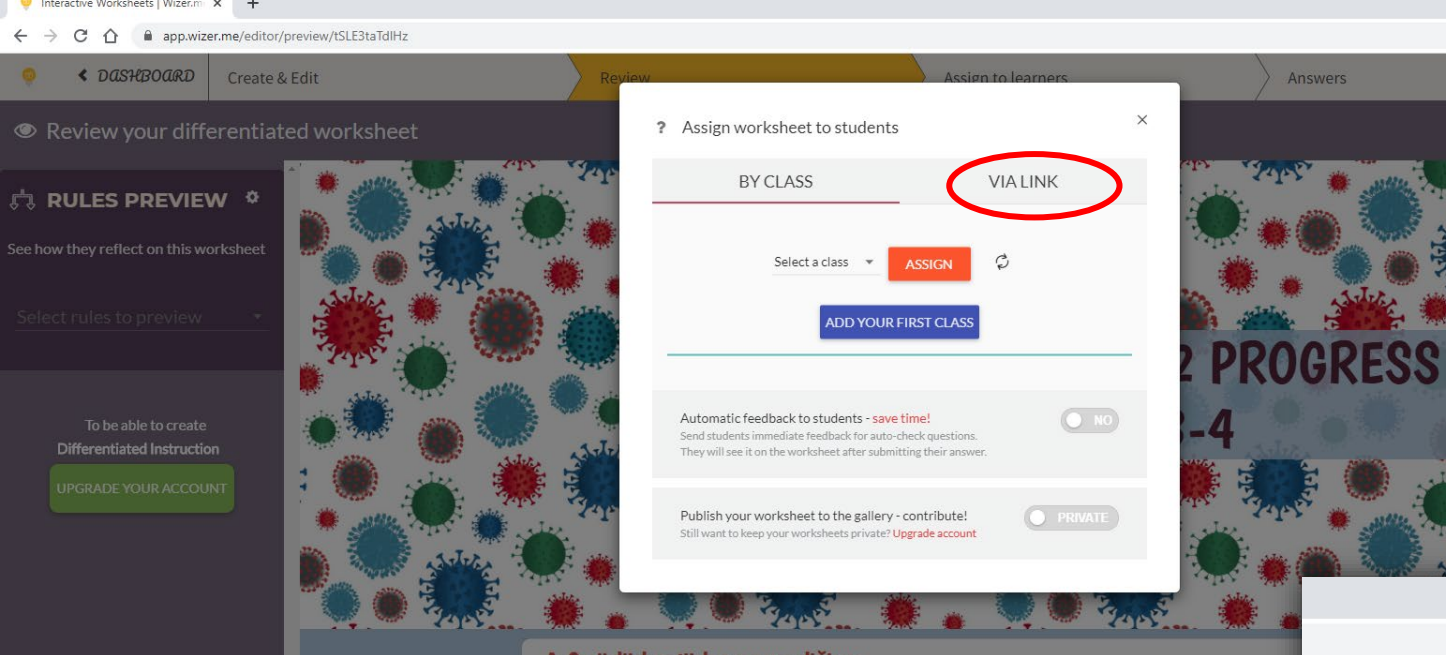 Interactive Worksheets | Wizer.m
app.wizer.me/editor/preview/tSLE3taTdlHz
DASHBOARD
Create & Edit
Review
Assign to learners
Answers
Review your differentiated worksheet
RULES PREVIEW
See how they reflect on this worksheet
Select rules to preview
To be able to create
Differentiated Instruction
UPGRADE YOUR ACCOUNT
? Assign worksheet to students
BY CLASS
VIA LINK
Select a class
ASSIGN
ADD YOUR FIRST CLASS
Automatic feedback to students - save time!
NO
Send students immediate feedback for auto-check questions.
They will see it on the worksheet after submitting their answer.
Publish your worksheet to the gallery - contribute!
PRIVATE
Still want to keep your worksheets private? Upgrade account
2 PROGRESS
-4